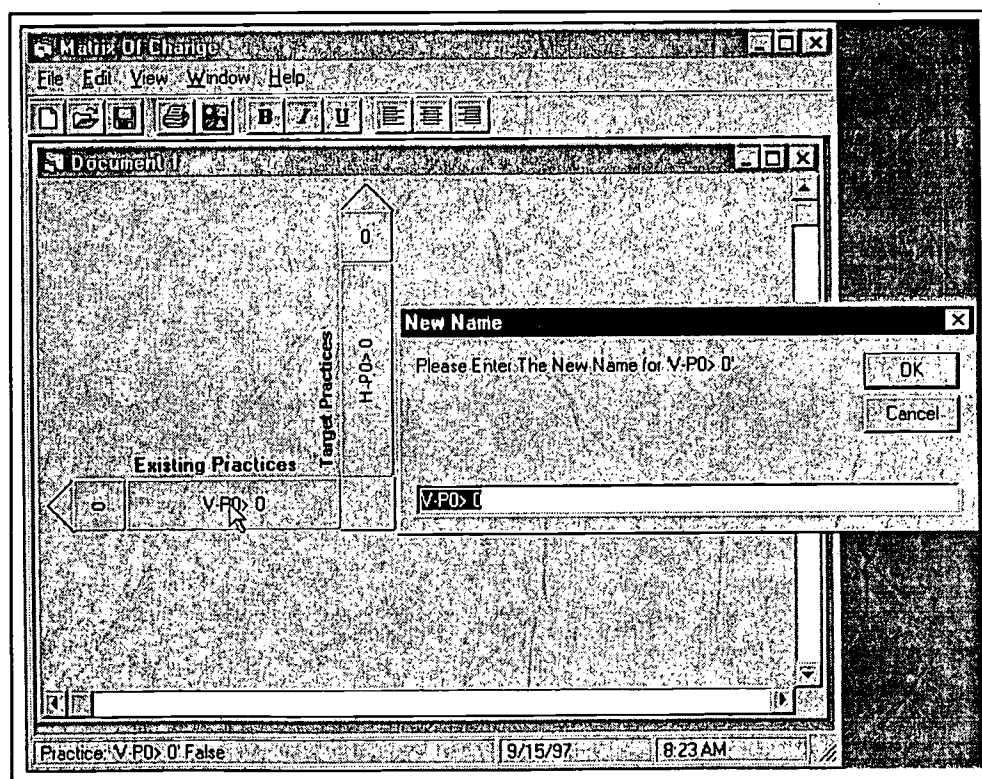 Matrix Of Change
File Edit View Window Help
B I U
Document 1
0
Target Practices
H-P0> 0
New Name
Please Enter The New Name for 'V-P0> 0'
OK
Cancel
V-P0> 0
Existing Practices
0
V-P0> 0
Practice: 'V-P0> 0' False
9/15/97
8:23 AM